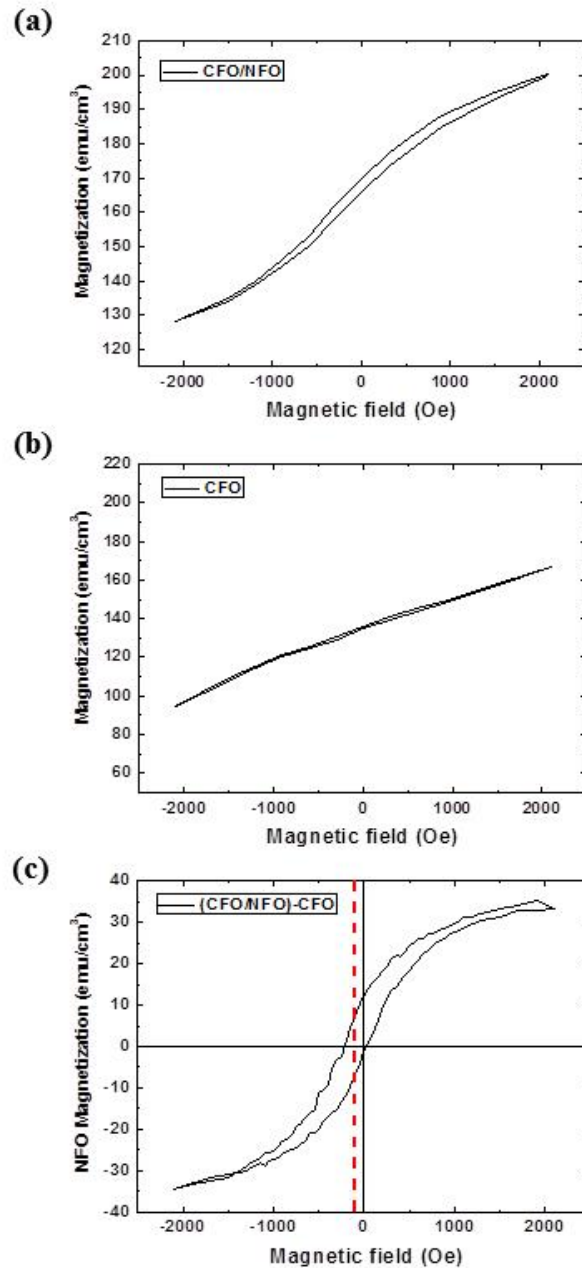 (a)
210
200
190
180
170
160
150
140
130
120
Magnetization (emu/cm³)
CFO/NFO
-2000 -1000 0 1000 2000
Magnetic field (Oe)
(b)
220
200
180
160
140
120
100
80
60
Magnetization (emu/cm³)
CFO
-2000 -1000 0 1000 2000
Magnetic field (Oe)
(c)
40
30
20
10
0
-10
-20
-30
-40
NFO Magnetization (emu/cm³)
(CFO/NFO)-CFO
-2000 -1000 0 1000 2000
Magnetic field (Oe)